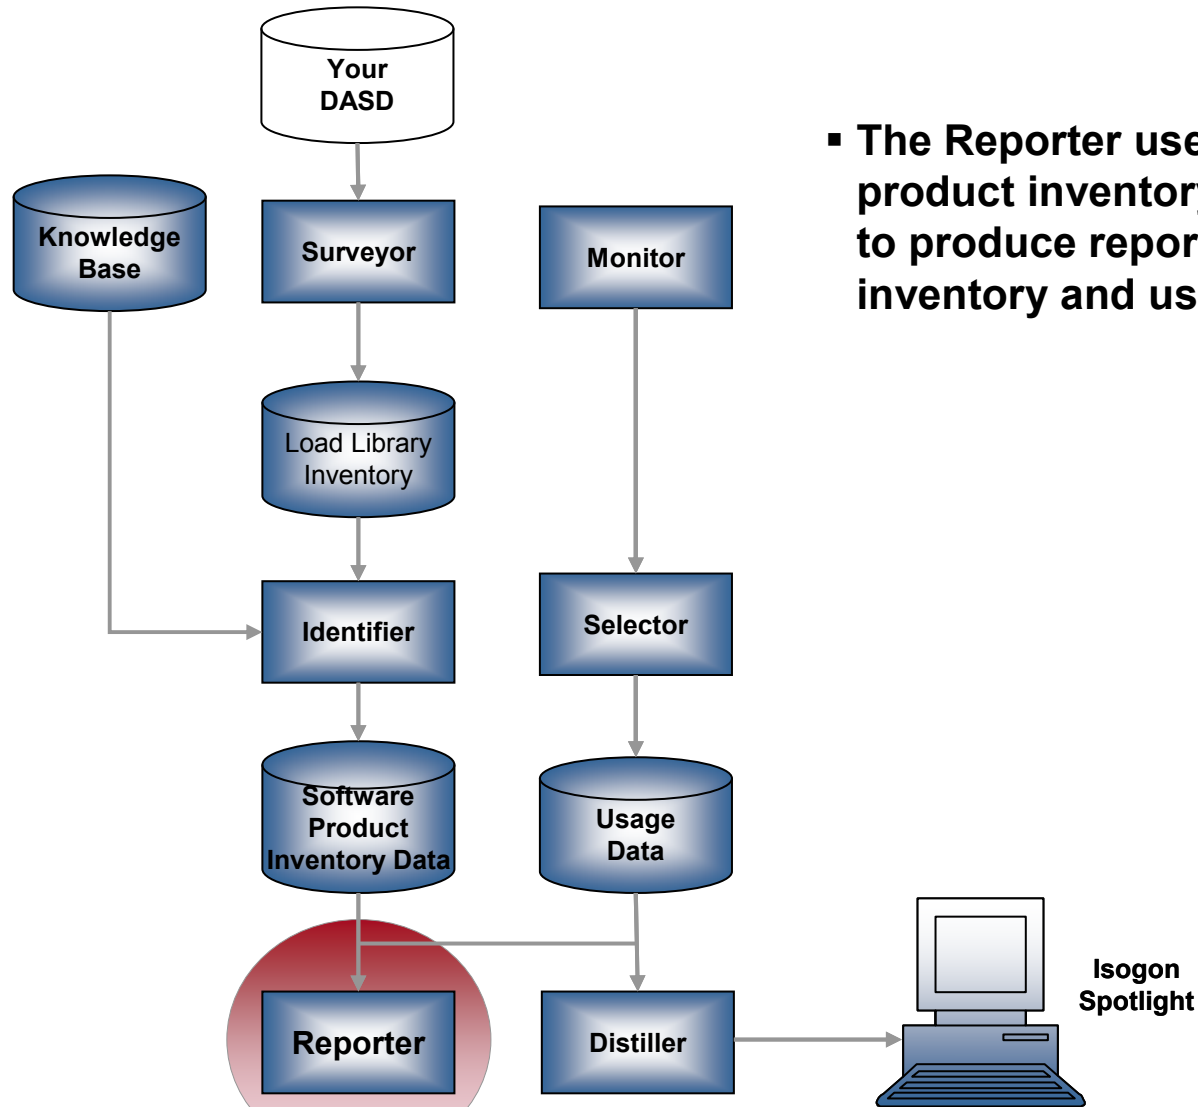 Your
DASD
▪ The Reporter use
product inventory
to produce repor
inventory and us
Knowledge
Base
Surveyor
Monitor
Load Library
Inventory
Identifier
Selector
Software
Product
Inventory Data
Usage
Data
Reporter
Distiller
Isogon
Spotlight